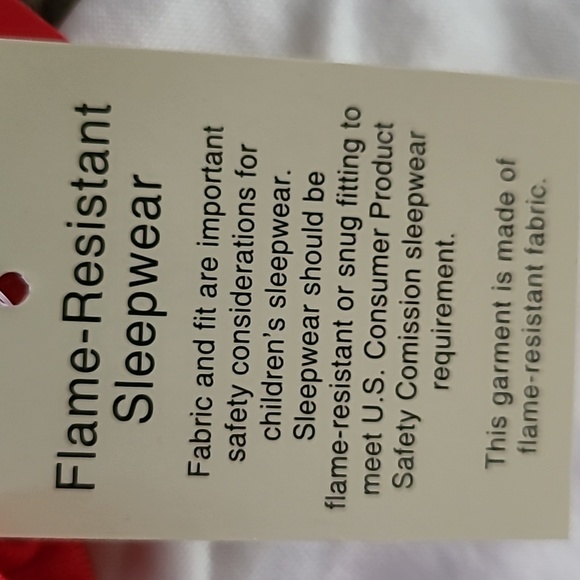 Flame-Resistant
Sleepwear
Fabric and fit are important
safety considerations for
children's sleepwear.
Sleepwear should be
flame-resistant or snug fitting to
meet U.S. Consumer Product
Safety Comission sleepwear
requirement.
This garment is made of
flame-resistant fabric.